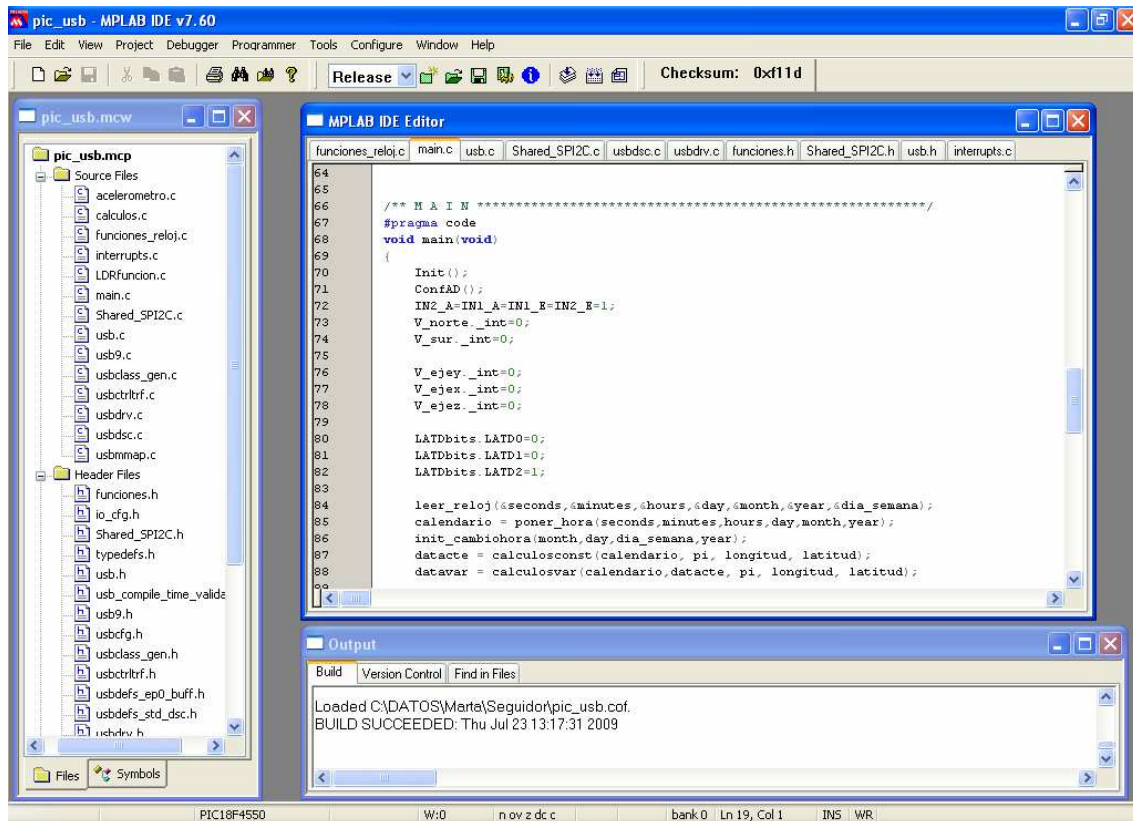 pic_usb - MPLAB IDE v7.60
File Edit View Project Debugger Programmer Tools Configure Window Help
Release Checksum: 0xf11d
pic_usb.mcw
pic_usb.mcp
Source Files
acelerometro.c
calculos.c
funciones_reloj.c
interrupts.c
LDRfuncion.c
main.c
Shared_SPI2C.c
usb.c
usb9.c
usbclass_gen.c
usbctrltrf.c
usbdrv.c
usbdsc.c
usbmmap.c
Header Files
funciones.h
io_cfg.h
Shared_SPI2C.h
typedefs.h
usb.h
usb_compile_time_valida
usb9.h
usbcfg.h
usbclass_gen.h
usbctrltrf.h
usbdefs_ep0_buff.h
usbdefs_std_dsc.h
usbdrv.h
Files Symbols
MPLAB IDE Editor
funciones_reloj.c main.c usb.c Shared_SPI2C.c usbdsc.c usbdrv.c funciones.h Shared_SPI2C.h usb.h interrupts.c
64
65
66 /** M A I N **********************************************************/
67 #pragma code
68 void main(void)
69 {
70 Init();
71 ConfAD();
72 IN2_A=IN1_A=IN1_E=IN2_E=1;
73 V_norte._int=0;
74 V_sur._int=0;
75
76 V_ejey._int=0;
77 V_ejex._int=0;
78 V_ejez._int=0;
79
80 LATDbits.LATD0=0;
81 LATDbits.LATD1=0;
82 LATDbits.LATD2=1;
83
84 leer_reloj(&seconds,&minutes,&hours,&day,&month,&year,&dia_semana);
85 calendario = poner_hora(seconds,minutes,hours,day,month,year);
86 init_cambiohora(month,day,dia_semana,year);
87 datacte = calculosconst(calendario, pi, longitud, latitud);
88 datavar = calculosvar(calendario,datacte, pi, longitud, latitud);
Output
Build Version Control Find in Files
Loaded C:\DATOS\Marta\Seguidor\pic_usb.cof.
BUILD SUCCEEDED: Thu Jul 23 13:17:31 2009
PIC18F4550 W:0 n ov z dc c bank 0 Ln 19, Col 1 INS WR